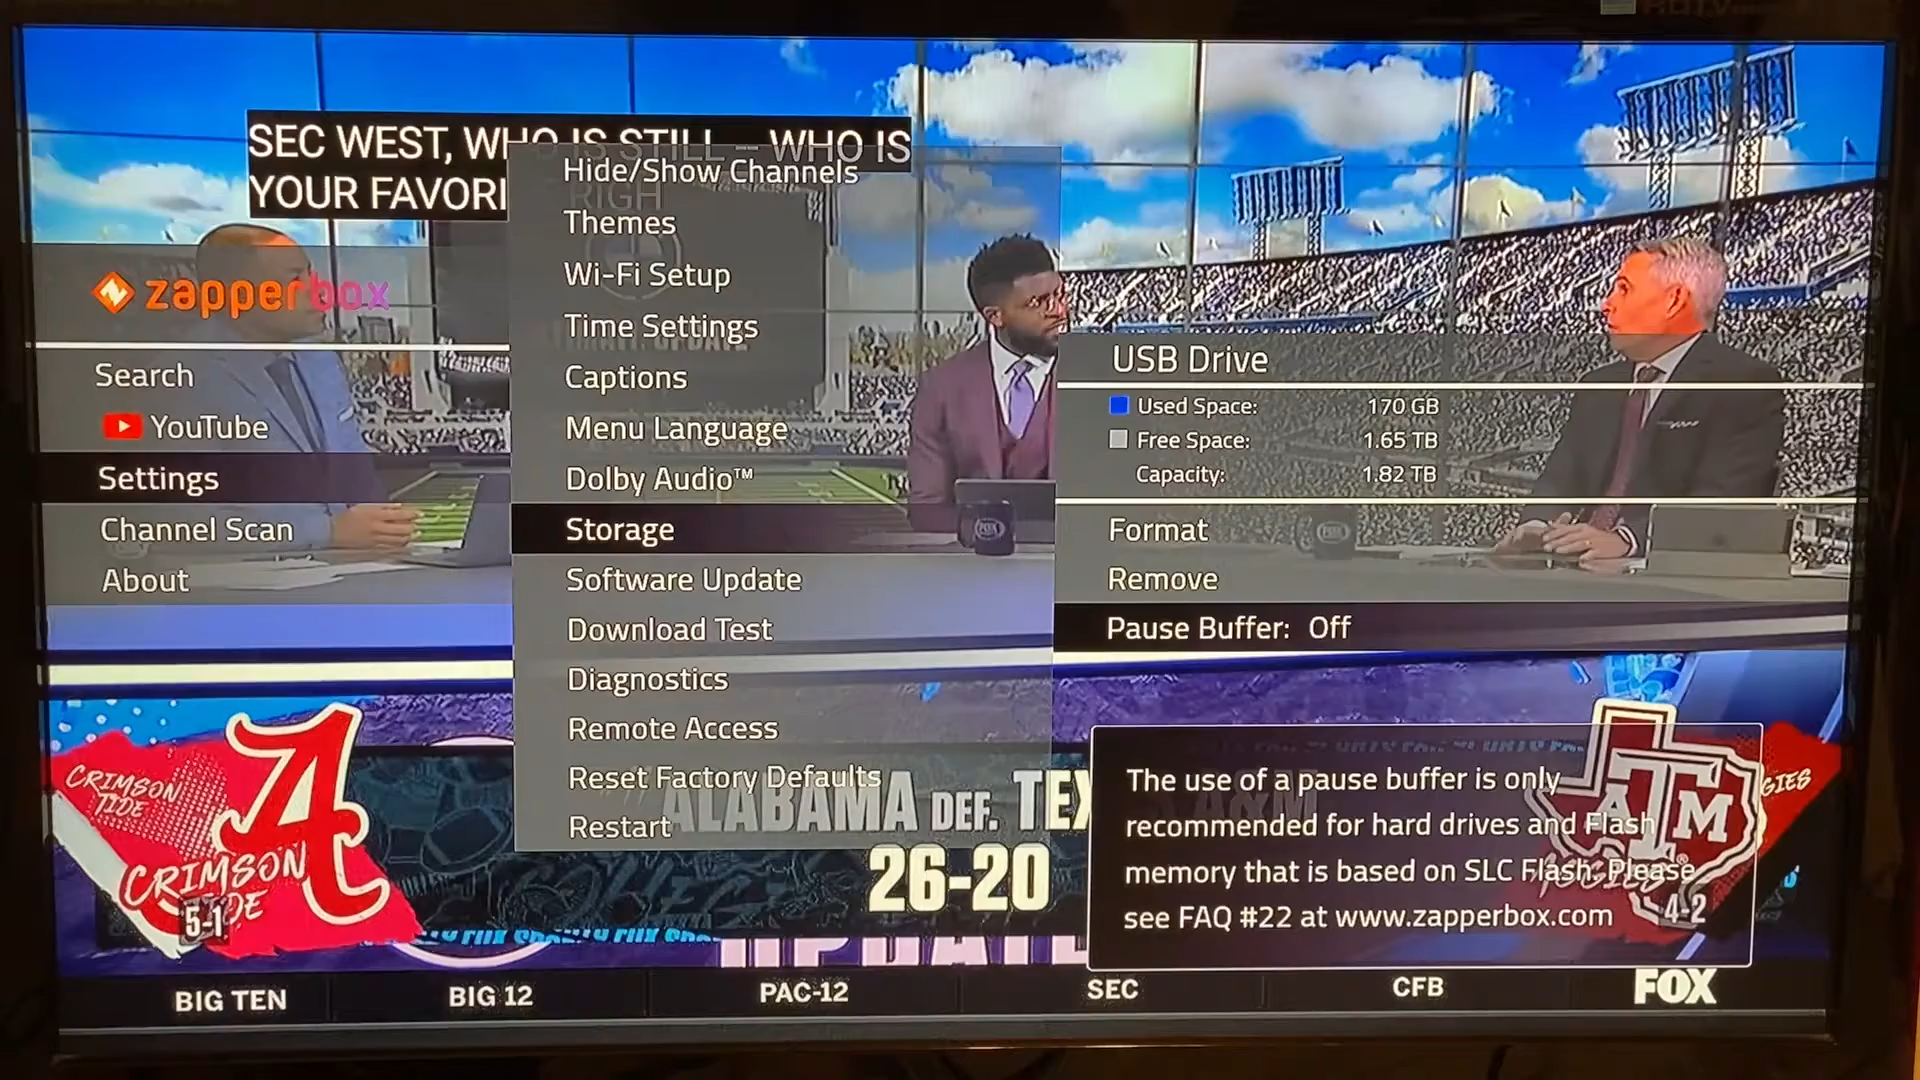 SEC WEST, WHO IS STILL -- WHO IS
YOUR FAVORI
RIGH
zapperbox
Search
YouTube
Settings
Channel Scan
About
Hide/Show Channels
Themes
Wi-Fi Setup
Time Settings
Captions
Menu Language
Dolby Audio™
Storage
Software Update
Download Test
Diagnostics
Remote Access
Reset Factory Defaults
Restart
USB Drive
Used Space: 170 GB
Free Space: 1.65 TB
Capacity: 1.82 TB
Format
Remove
Pause Buffer: Off
The use of a pause buffer is only
recommended for hard drives and Flash
memory that is based on SLC Flash. Please
see FAQ #22 at www.zapperbox.com
CRIMSON
TIDE
A
CRIMSON
TIDE
5-1
ALABAMA DEF. TEXAS A&M
26-20
UPDATE
ATM
AGGIES
4-2
BIG TEN
BIG 12
PAC-12
SEC
CFB
FOX